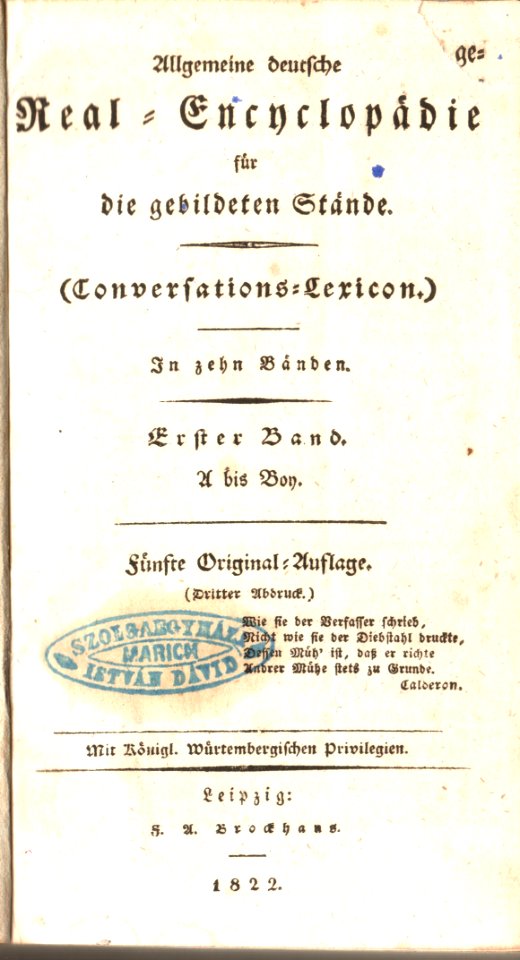 ge=
Allgemeine deutsche
Real = Encyclopädie
für
die gebildeten Stände.
(Conversations=Lexicon.)
In zehn Bänden.
Erster Band.
A bis Boy.
Fünfte Original=Auflage.
(Dritter Abdruck.)
Wie sie der Verfasser schrieb,
Nicht wie sie der Diebstahl druckte,
Dessen Müh' ist, daß er richte
Andrer Mühe stets zu Grunde.
Calderon.
SZOLGAEGYHÁZA
MARICH
ISTVÁN DÁVID
Mit Königl. Würtembergischen Privilegien.
Leipzig:
F. A. Brockhaus.
1822.